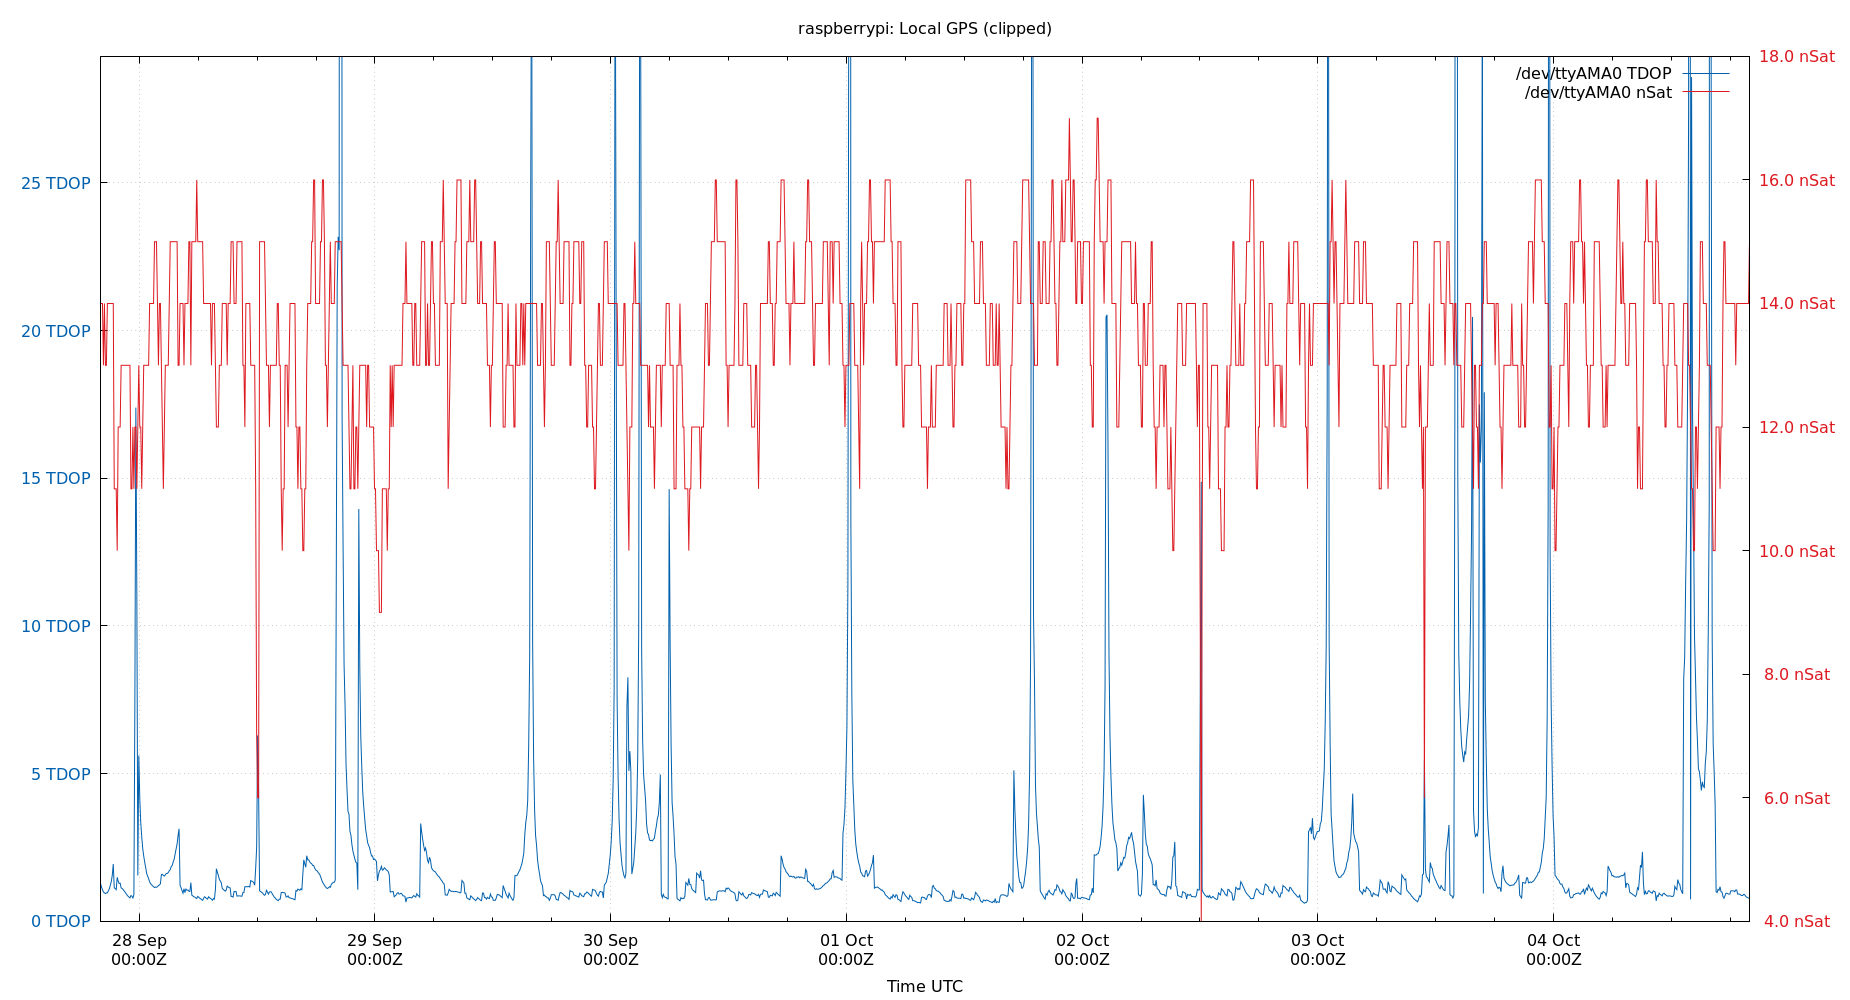 raspberrypi: Local GPS (clipped)
/dev/ttyAMA0 TDOP
/dev/ttyAMA0 nSat
25 TDOP
20 TDOP
15 TDOP
10 TDOP
5 TDOP
0 TDOP
18.0 nSat
16.0 nSat
14.0 nSat
12.0 nSat
10.0 nSat
8.0 nSat
6.0 nSat
4.0 nSat
28 Sep
00:00Z
29 Sep
00:00Z
30 Sep
00:00Z
01 Oct
00:00Z
02 Oct
00:00Z
03 Oct
00:00Z
04 Oct
00:00Z
Time UTC